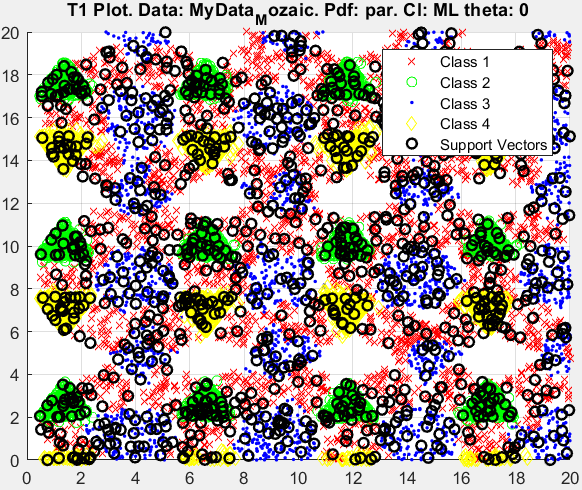 T1 Plot. Data: MyData_Mozaic. Pdf: par. Cl: ML theta: 0
20
18
16
14
12
10
8
6
4
2
0
Class 1
Class 2
Class 3
Class 4
Support Vectors
0 2 4 6 8 10 12 14 16 18 20